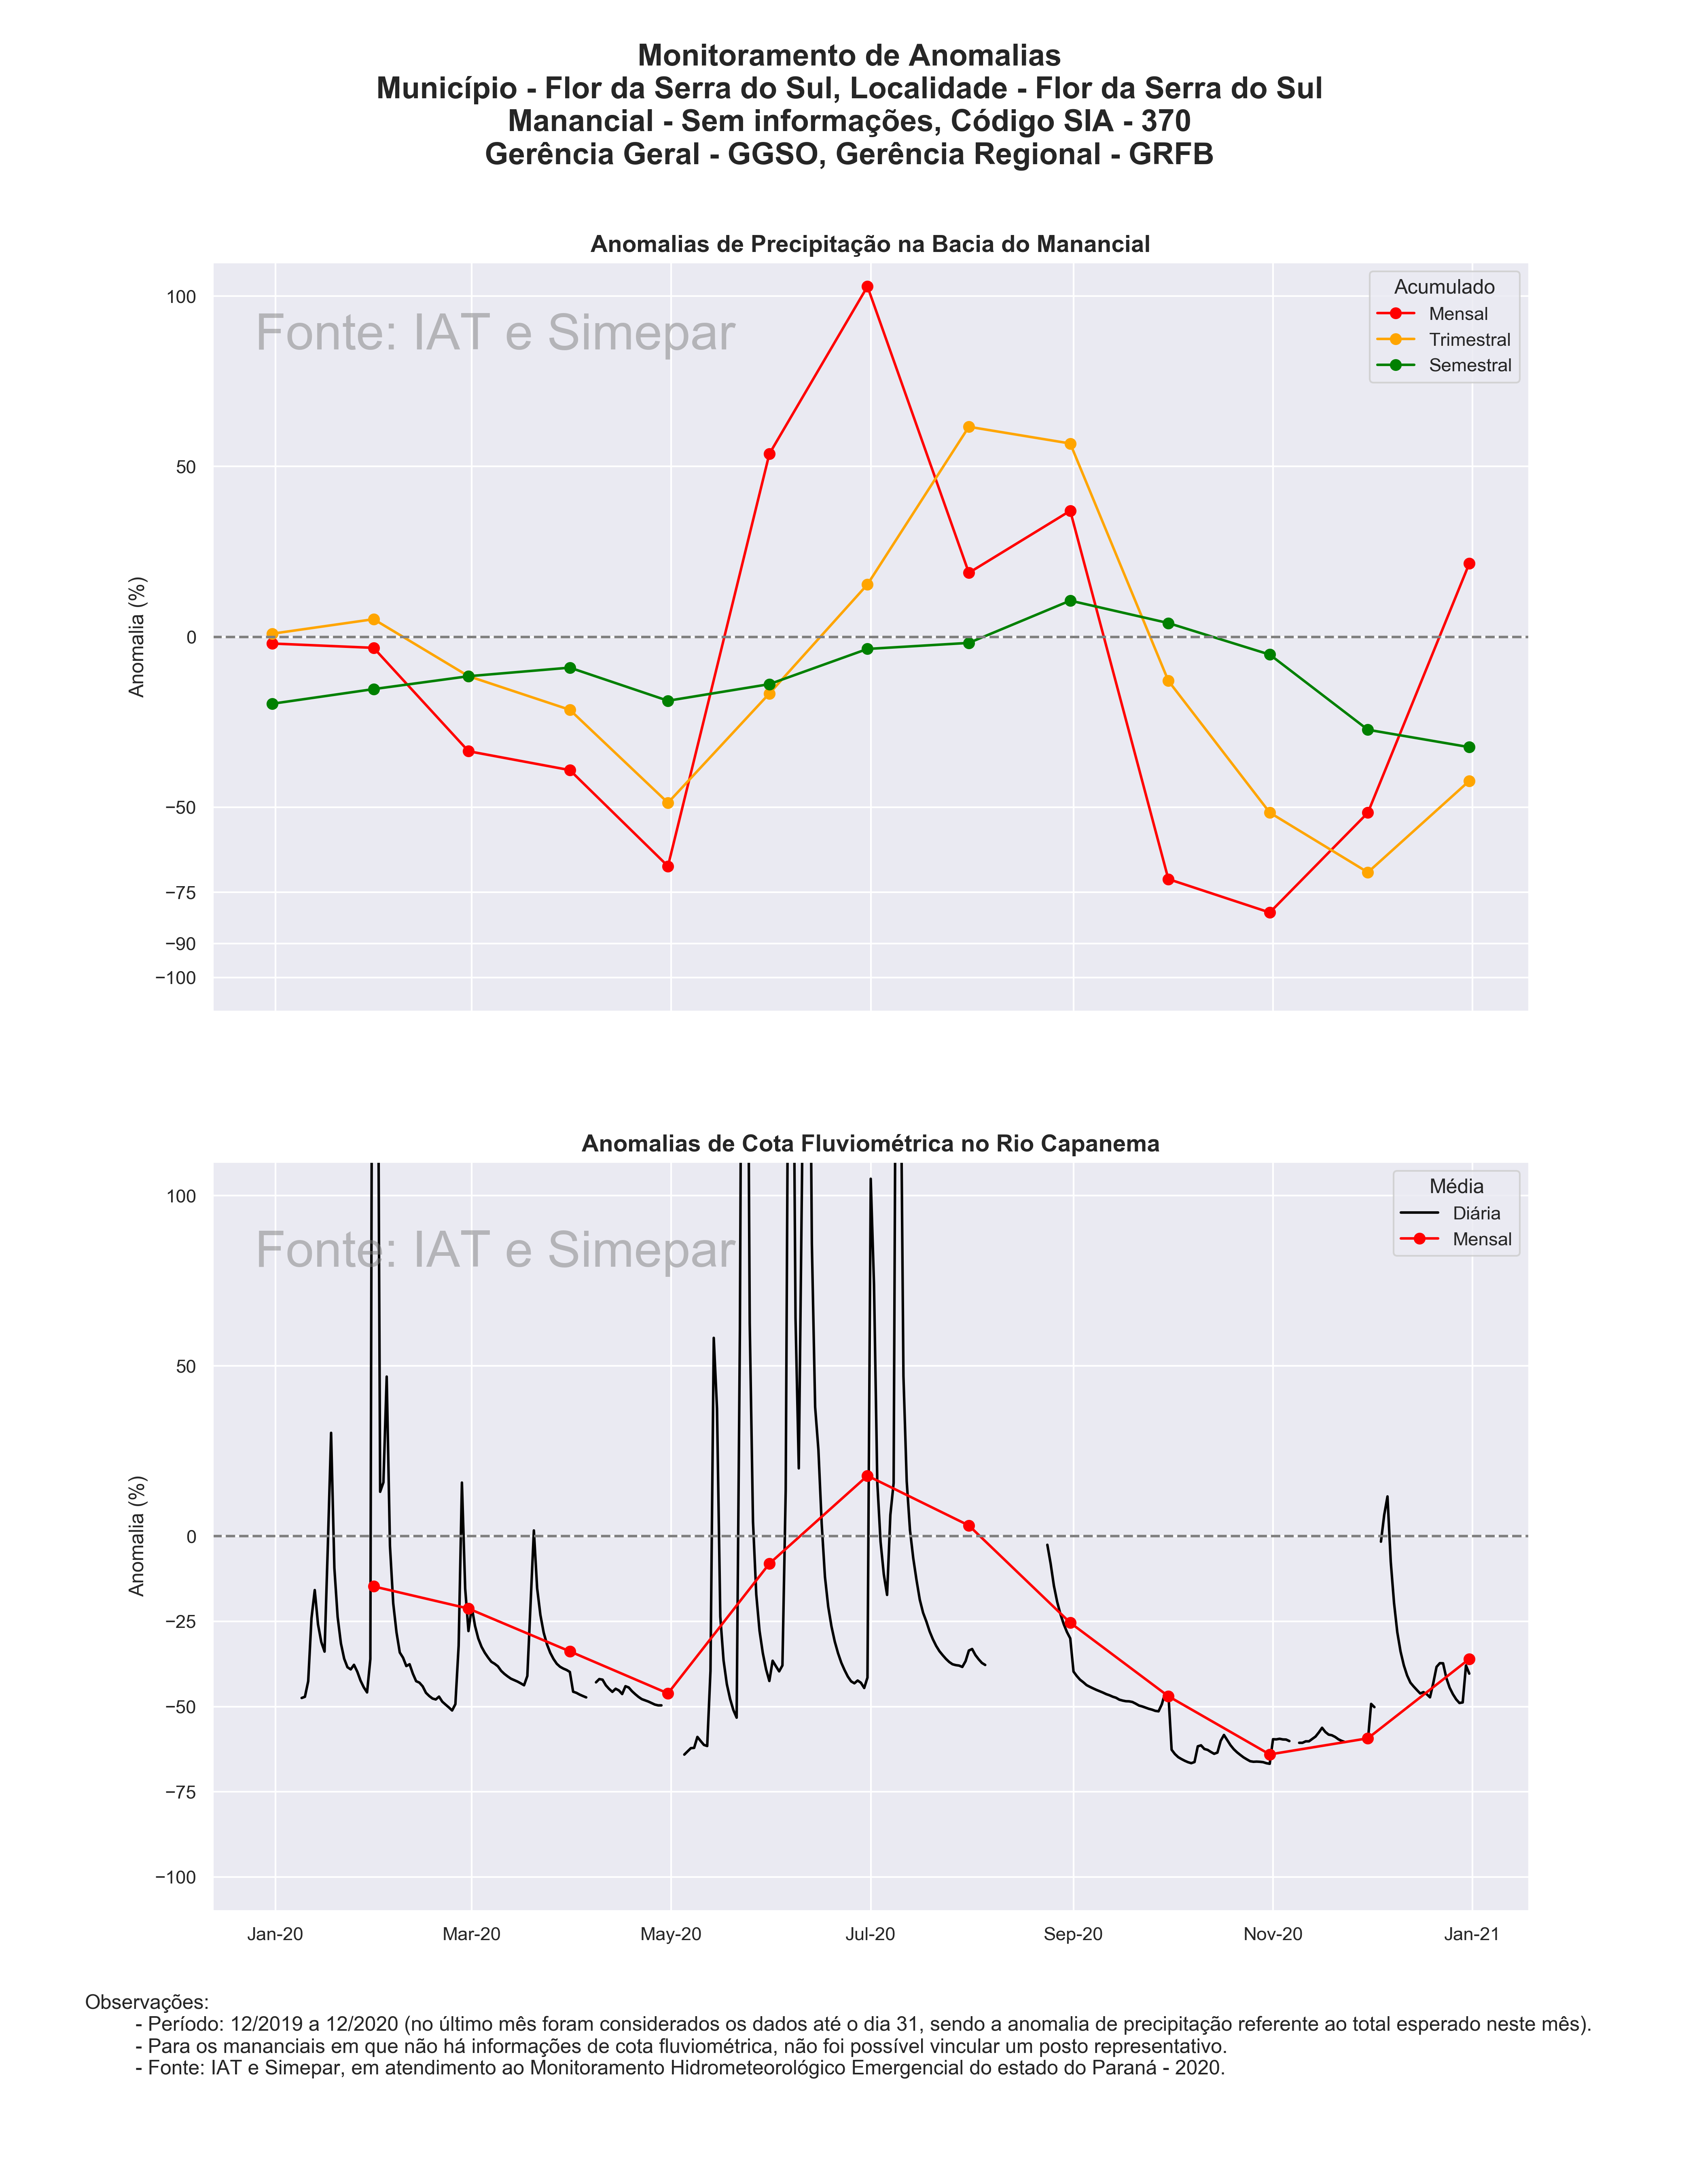 Monitoramento de Anomalias
Município - Flor da Serra do Sul, Localidade - Flor da Serra do Sul
Manancial - Sem informações, Código SIA - 370
Gerência Geral - GGSO, Gerência Regional - GRFB
Anomalias de Precipitação na Bacia do Manancial
Fonte: IAT e Simepar
Acumulado
Mensal
Trimestral
Semestral
Anomalia (%)
100
50
0
−50
−75
−90
−100
Anomalias de Cota Fluviométrica no Rio Capanema
Fonte: IAT e Simepar
Média
Diária
Mensal
Anomalia (%)
100
50
0
−25
−50
−75
−100
Jan-20 Mar-20 May-20 Jul-20 Sep-20 Nov-20 Jan-21
Observações:
- Período: 12/2019 a 12/2020 (no último mês foram considerados os dados até o dia 31, sendo a anomalia de precipitação referente ao total esperado neste mês).
- Para os mananciais em que não há informações de cota fluviométrica, não foi possível vincular um posto representativo.
- Fonte: IAT e Simepar, em atendimento ao Monitoramento Hidrometeorológico Emergencial do estado do Paraná - 2020.